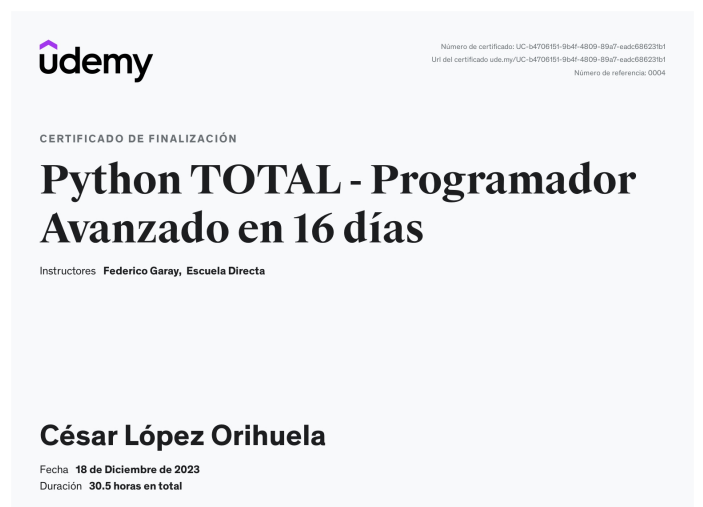 udemy
Número de certificado: UC-b4706151-9b4f-4809-89a7-eadc686231b1
Url del certificado ude.my/UC-b4706151-9b4f-4809-89a7-eadc686231b1
Número de referencia: 0004
CERTIFICADO DE FINALIZACIÓN
Python TOTAL - Programador
Avanzado en 16 días
Instructores Federico Garay, Escuela Directa
César López Orihuela
Fecha 18 de Diciembre de 2023
Duración 30.5 horas en total